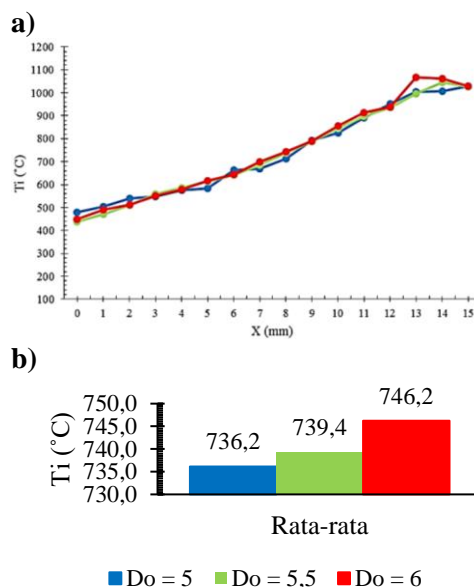 a)
1200
1100
1000
900
800
700
600
500
400
300
200
100
Ti (°C)
0 1 2 3 4 5 6 7 8 9 10 11 12 13 14 15
X (mm)
b)
750,0
745,0
740,0
735,0
730,0
Ti (˚C)
736,2
739,4
746,2
Rata-rata
Do = 5 Do = 5,5 Do = 6